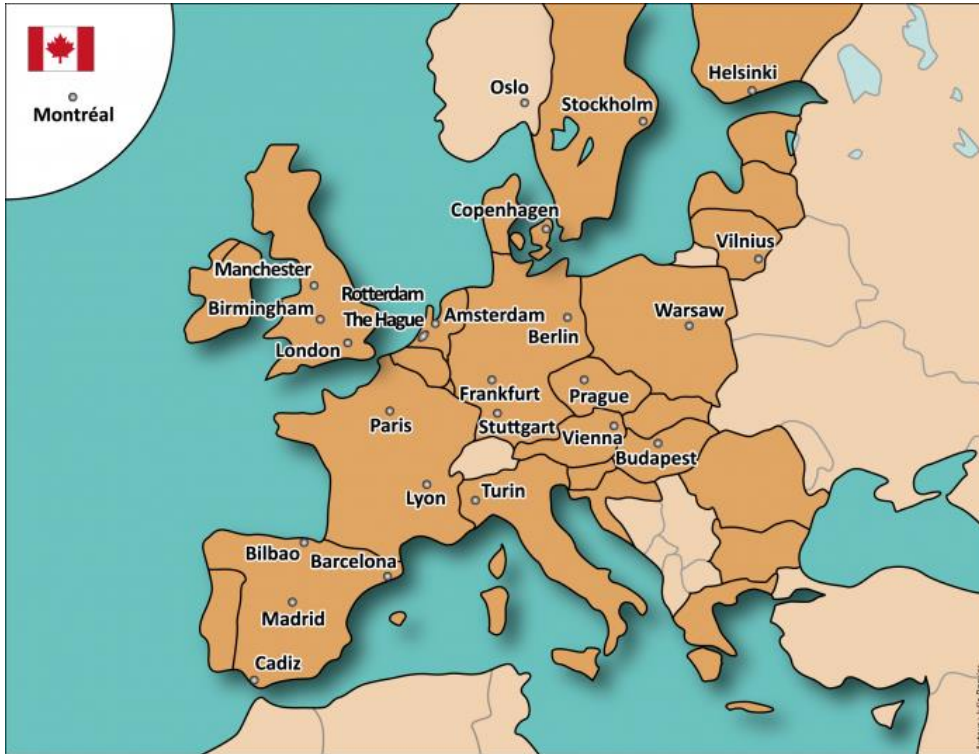 Montréal
Oslo
Helsinki
Stockholm
Copenhagen
Vilnius
Manchester
Rotterdam
Birmingham
The Hague
Amsterdam
Warsaw
Berlin
London
Frankfurt
Prague
Paris
Stuttgart
Vienna
Budapest
Lyon
Turin
Bilbao
Barcelona
Madrid
Cadiz